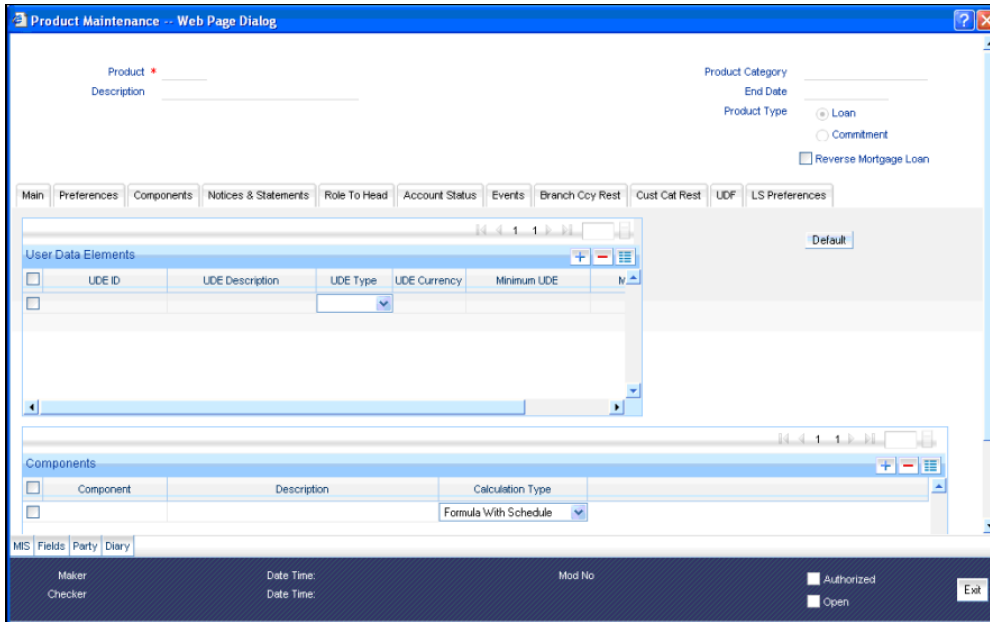 Product Maintenance -- Web Page Dialog
Product * Product Category
Description End Date
Product Type Loan
Commitment
Reverse Mortgage Loan
Main Preferences Components Notices & Statements Role To Head Account Status Events Branch Ccy Rest Cust Cat Rest UDF LS Preferences
1 1
Default
User Data Elements
UDE ID UDE Description UDE Type UDE Currency Minimum UDE
1 1
Components
Component Description Calculation Type
Formula With Schedule
MIS Fields Party Diary
Maker Date Time: Mod No Authorized
Checker Date Time: Open
Exit